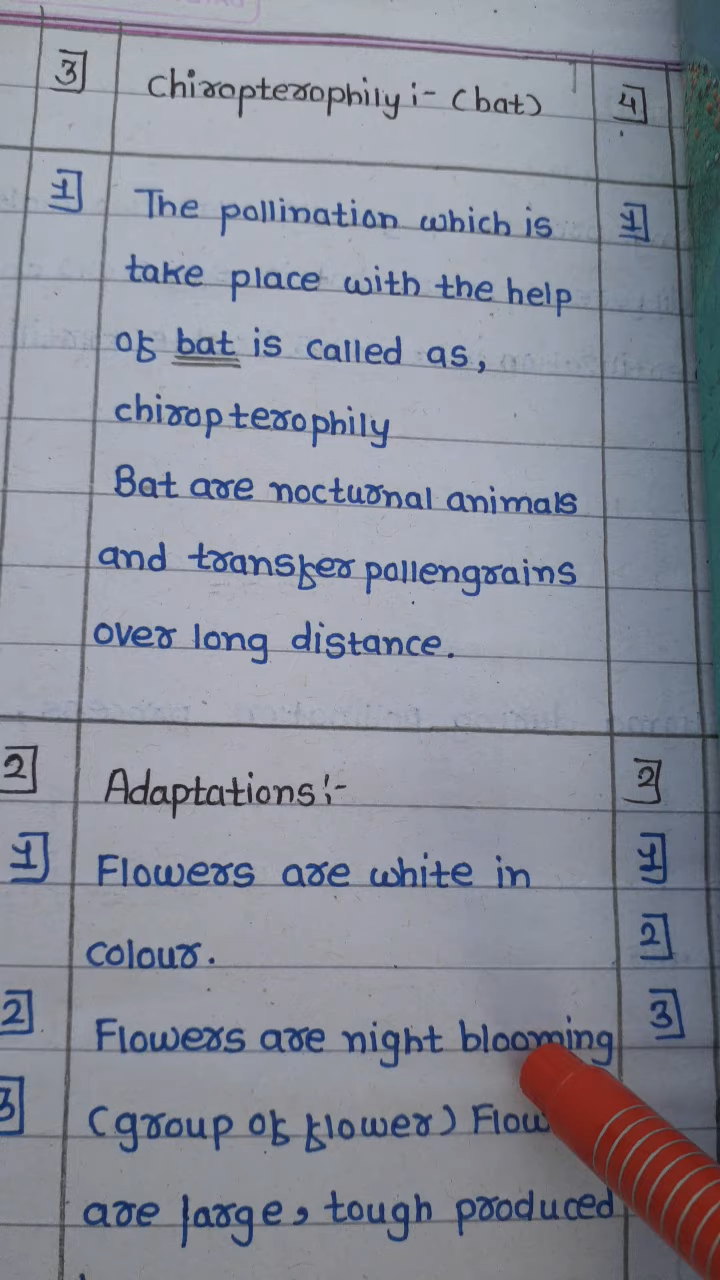 3 Chiropterophily :- (bat) 4
1 The pollination which is 1
take place with the help
of bat is called as,
chiropterophily
Bat are nocturnal animals
and transfer pollengrains
over long distance.
2 Adaptations :- 2
1 Flowers are white in 1
colour. 2
2 Flowers are night blooming 3
3 (group of flower) Flow
are large, tough produced